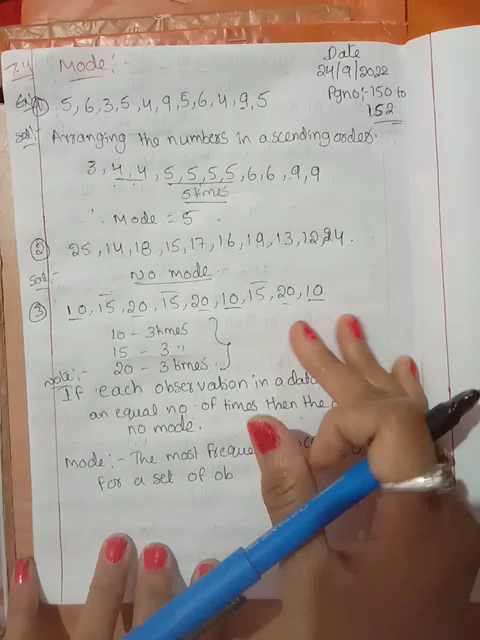 7.4 Mode:-
Date
24/9/2022
Pgno:-150 to
152
Ex:- ① 5, 6, 3, 5, 4, 9, 5, 6, 4, 9, 5
Sol:- Arranging the numbers in ascending order.
3, 4, 4, 5, 5, 5, 5, 6, 6, 9, 9
5 times
∴ Mode = 5
② 25, 14, 18, 15, 17, 16, 19, 13, 12, 24.
Sol:- No mode.
③ 10, 15, 20, 15, 20, 10, 15, 20, 10
10 - 3 times
15 - 3 "
20 - 3 times.
Note:-
If each observation in a data
an equal no of times then the
no mode.
Mode:- The most freque
for a set of ob